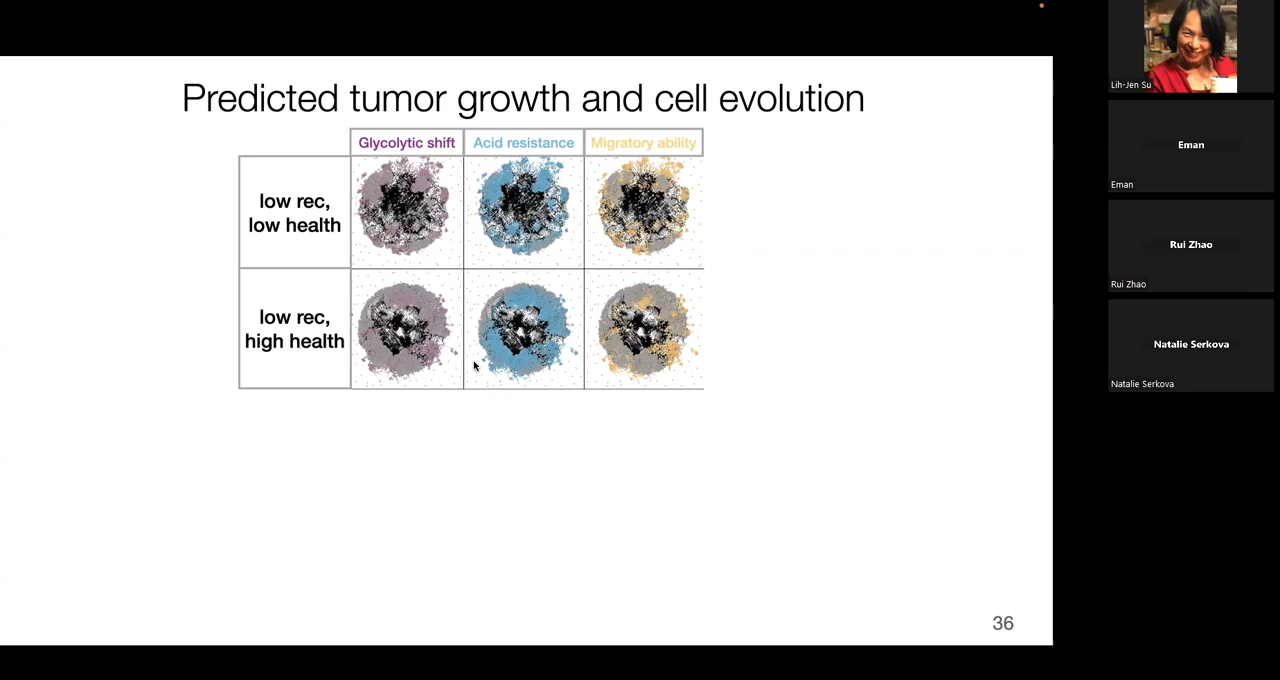 Predicted tumor growth and cell evolution
Glycolytic shift
Acid resistance
Migratory ability
low rec,
low health
low rec,
high health
36
Lih-Jen Su
Eman
Eman
Rui Zhao
Rui Zhao
Natalie Serkova
Natalie Serkova